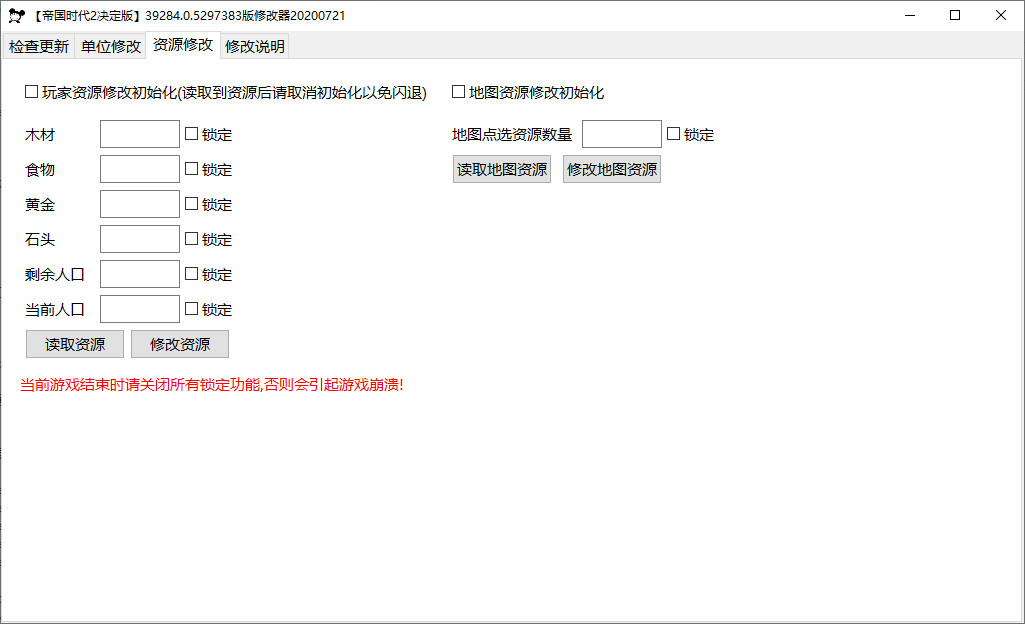 【帝国时代2决定版】39284.0.5297383版修改器20200721
检查更新 单位修改 资源修改 修改说明
玩家资源修改初始化(读取到资源后请取消初始化以免闪退) 地图资源修改初始化
木材 锁定 地图点选资源数量 锁定
食物 锁定 读取地图资源 修改地图资源
黄金 锁定
石头 锁定
剩余人口 锁定
当前人口 锁定
读取资源 修改资源
当前游戏结束时请关闭所有锁定功能,否则会引起游戏崩溃!